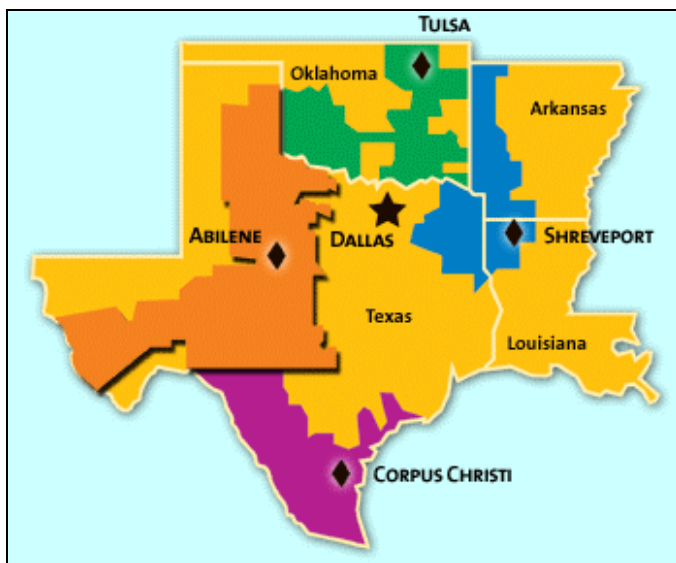 TULSA
Oklahoma
Arkansas
ABILENE
DALLAS
SHREVEPORT
Texas
Louisiana
CORPUS CHRISTI